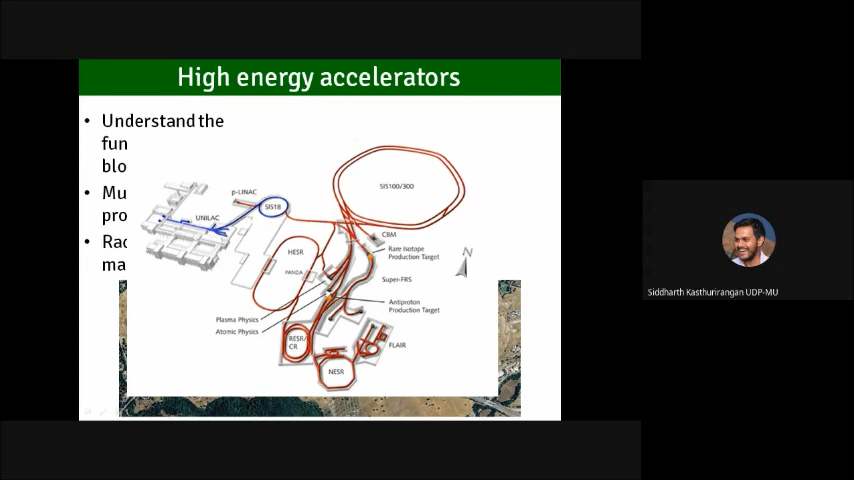 High energy accelerators
• Understand the
fun
blo
• Mu
pro
• Rad
ma
p-LINAC
SIS18
UNILAC
SIS100/300
CBM
Rare Isotope
Production Target
HESR
PANDA
Super-FRS
Antiproton
Production Target
Plasma Physics
Atomic Physics
RESR/
CR
FLAIR
NESR
N
Siddharth Kasthurirangan UDP-MU